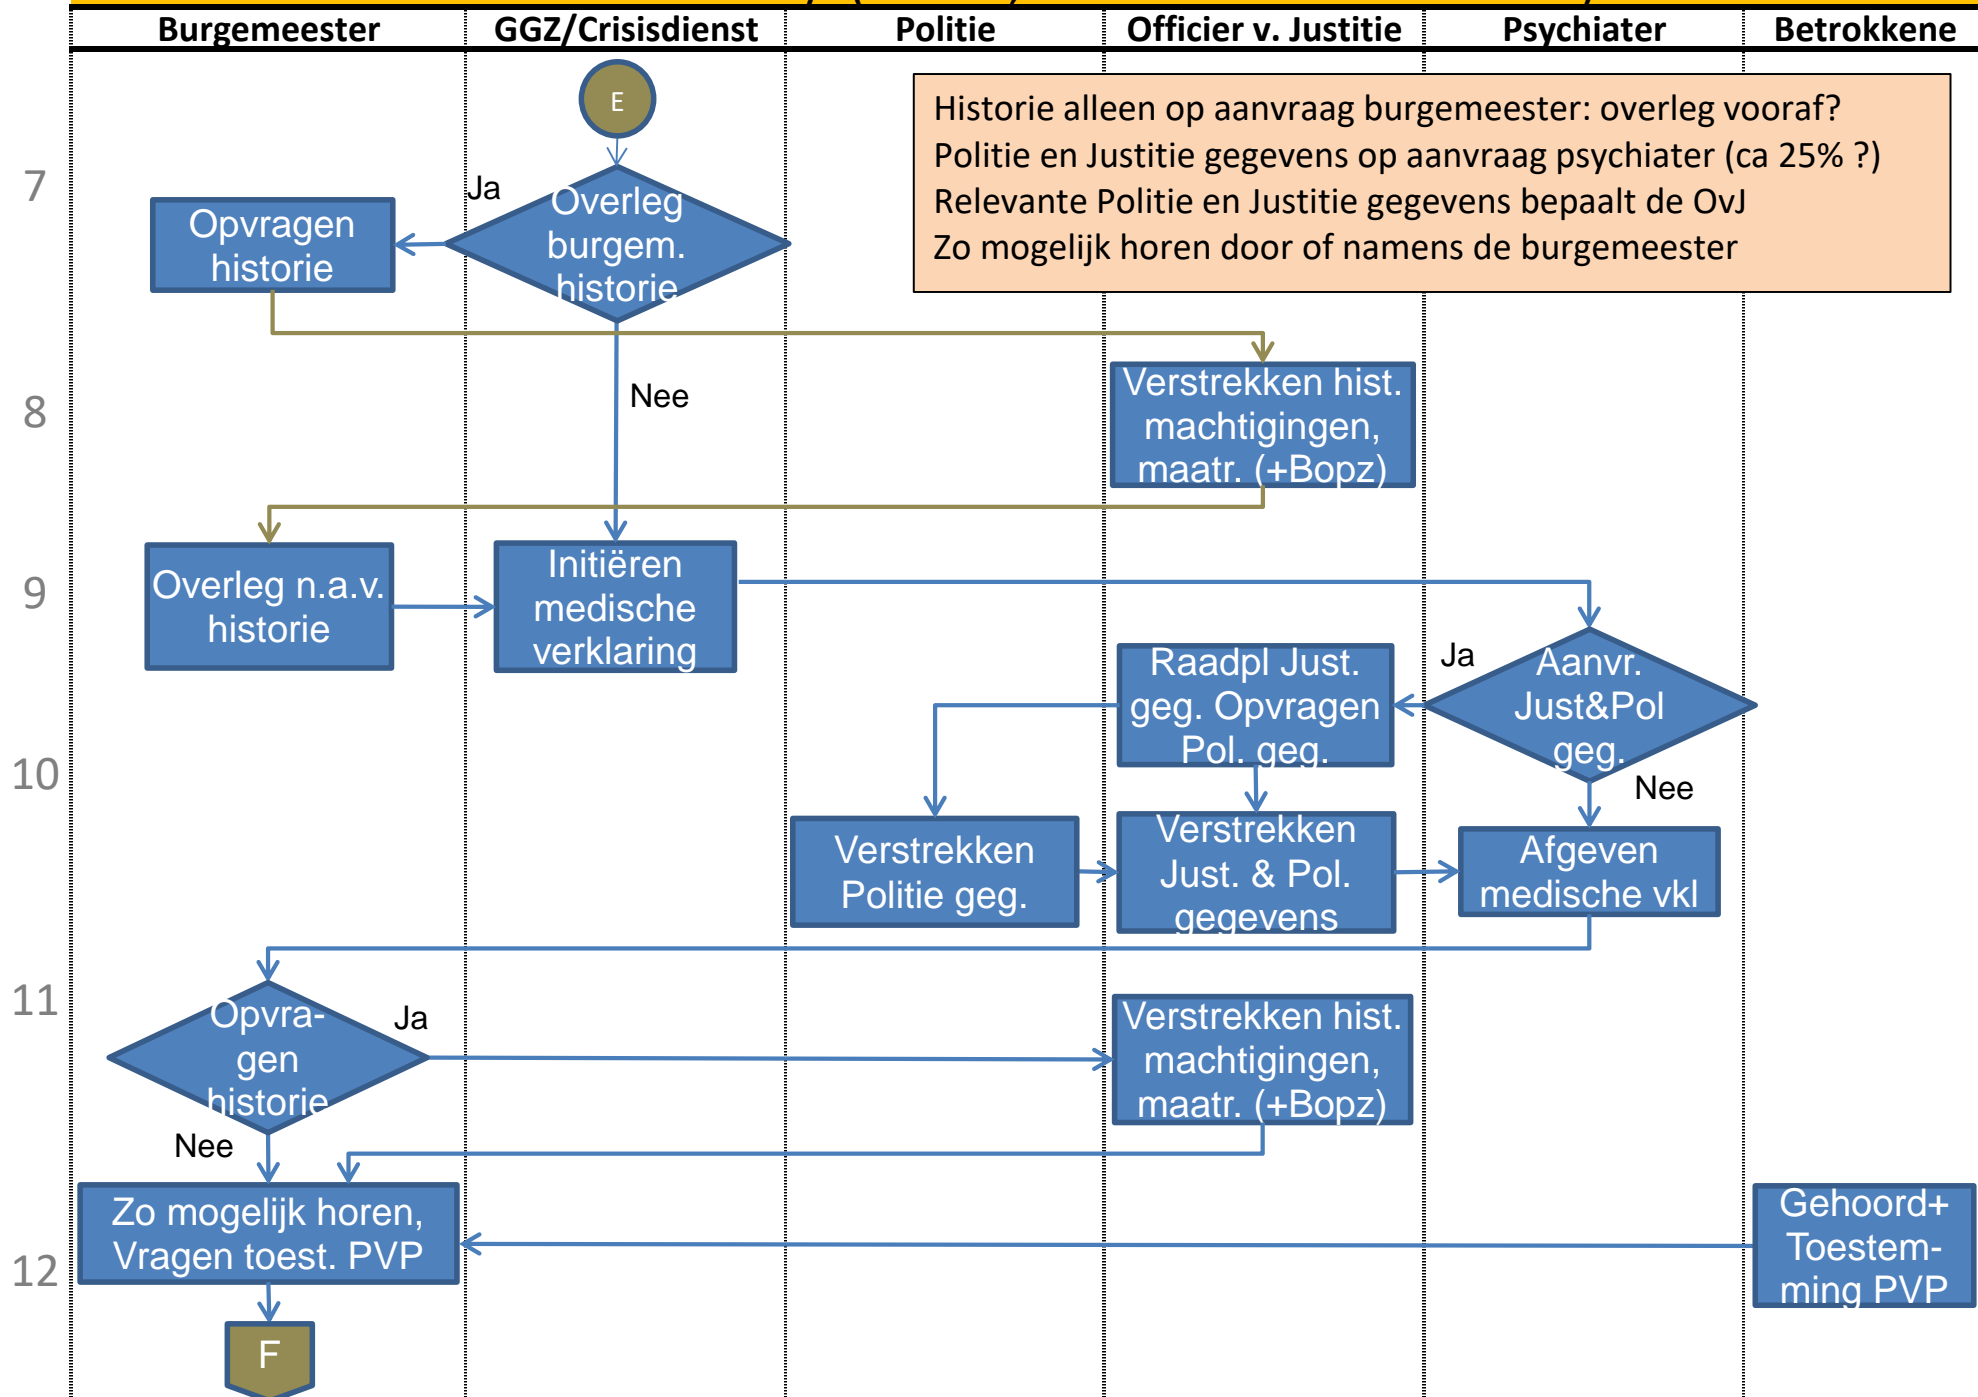 Burgemeester
GGZ/Crisisdienst
Politie
Officier v. Justitie
Psychiater
Betrokkene
E
Historie alleen op aanvraag burgemeester: overleg vooraf?
Politie en Justitie gegevens op aanvraag psychiater (ca 25% ?)
Relevante Politie en Justitie gegevens bepaalt de OvJ
Zo mogelijk horen door of namens de burgemeester
7
Ja
Opvragen
historie
Overleg
burgem.
historie
8
Nee
Verstrekken hist.
machtigingen,
maatr. (+Bopz)
9
Overleg n.a.v.
historie
Initiëren
medische
verklaring
Raadpl Just.
geg. Opvragen
Pol. geg.
Ja
Aanvr.
Just&Pol
geg.
10
Nee
Verstrekken
Politie geg.
Verstrekken
Just. & Pol.
gegevens
Afgeven
medische vkl
11
Opvra-
gen
historie
Ja
Verstrekken hist.
machtigingen,
maatr. (+Bopz)
Nee
12
Zo mogelijk horen,
Vragen toest. PVP
Gehoord+
Toestem-
ming PVP
F